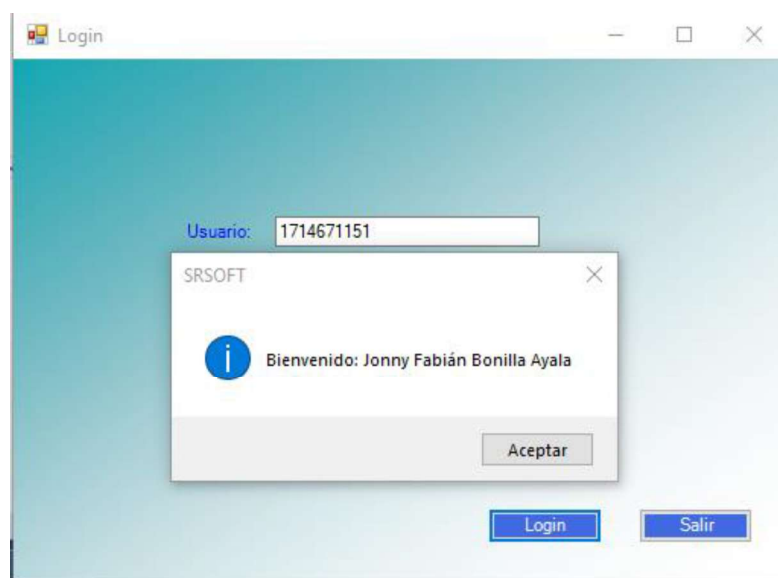 Login
Usuario: 1714671151
SRSOFT
Bienvenido: Jonny Fabián Bonilla Ayala
Aceptar
Login Salir